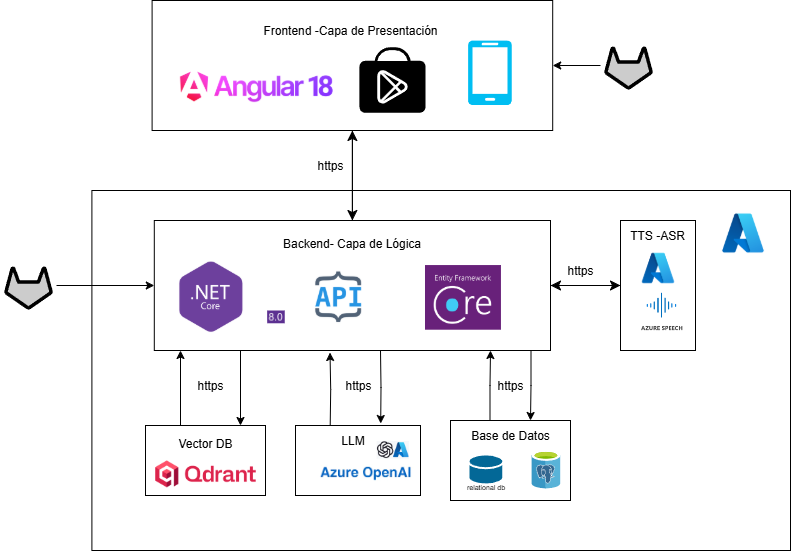 Frontend -Capa de Presentación
Angular 18
https
Backend- Capa de Lógica
.NET
Core
8.0
API
Entity Framework
Core
https
TTS -ASR
AZURE SPEECH
https
https
https
Vector DB
Qdrant
LLM
Azure OpenAI
Base de Datos
relational db